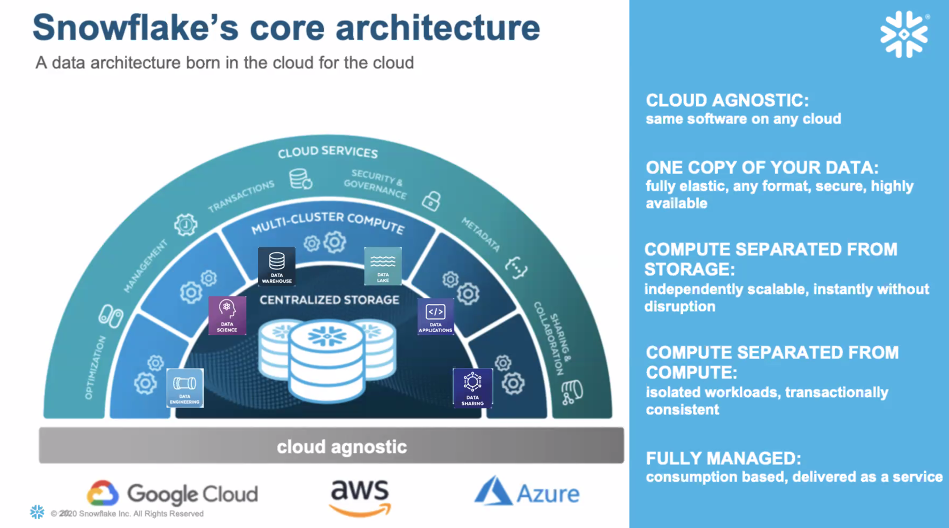 Snowflake's core architecture
A data architecture born in the cloud for the cloud
CLOUD SERVICES
OPTIMIZATION
MANAGEMENT
TRANSACTIONS
SECURITY &
GOVERNANCE
METADATA
SHARING &
COLLABORATION
MULTI-CLUSTER COMPUTE
DATA
WAREHOUSE
DATA
LAKE
CENTRALIZED STORAGE
DATA
SCIENCE
DATA
APPLICATIONS
DATA
ENGINEERING
DATA
SHARING
cloud agnostic
Google Cloud
aws
Azure
© 2020 Snowflake Inc. All Rights Reserved
CLOUD AGNOSTIC:
same software on any cloud
ONE COPY OF YOUR DATA:
fully elastic, any format, secure, highly
available
COMPUTE SEPARATED FROM
STORAGE:
independently scalable, instantly without
disruption
COMPUTE SEPARATED FROM
COMPUTE:
isolated workloads, transactionally
consistent
FULLY MANAGED:
consumption based, delivered as a service